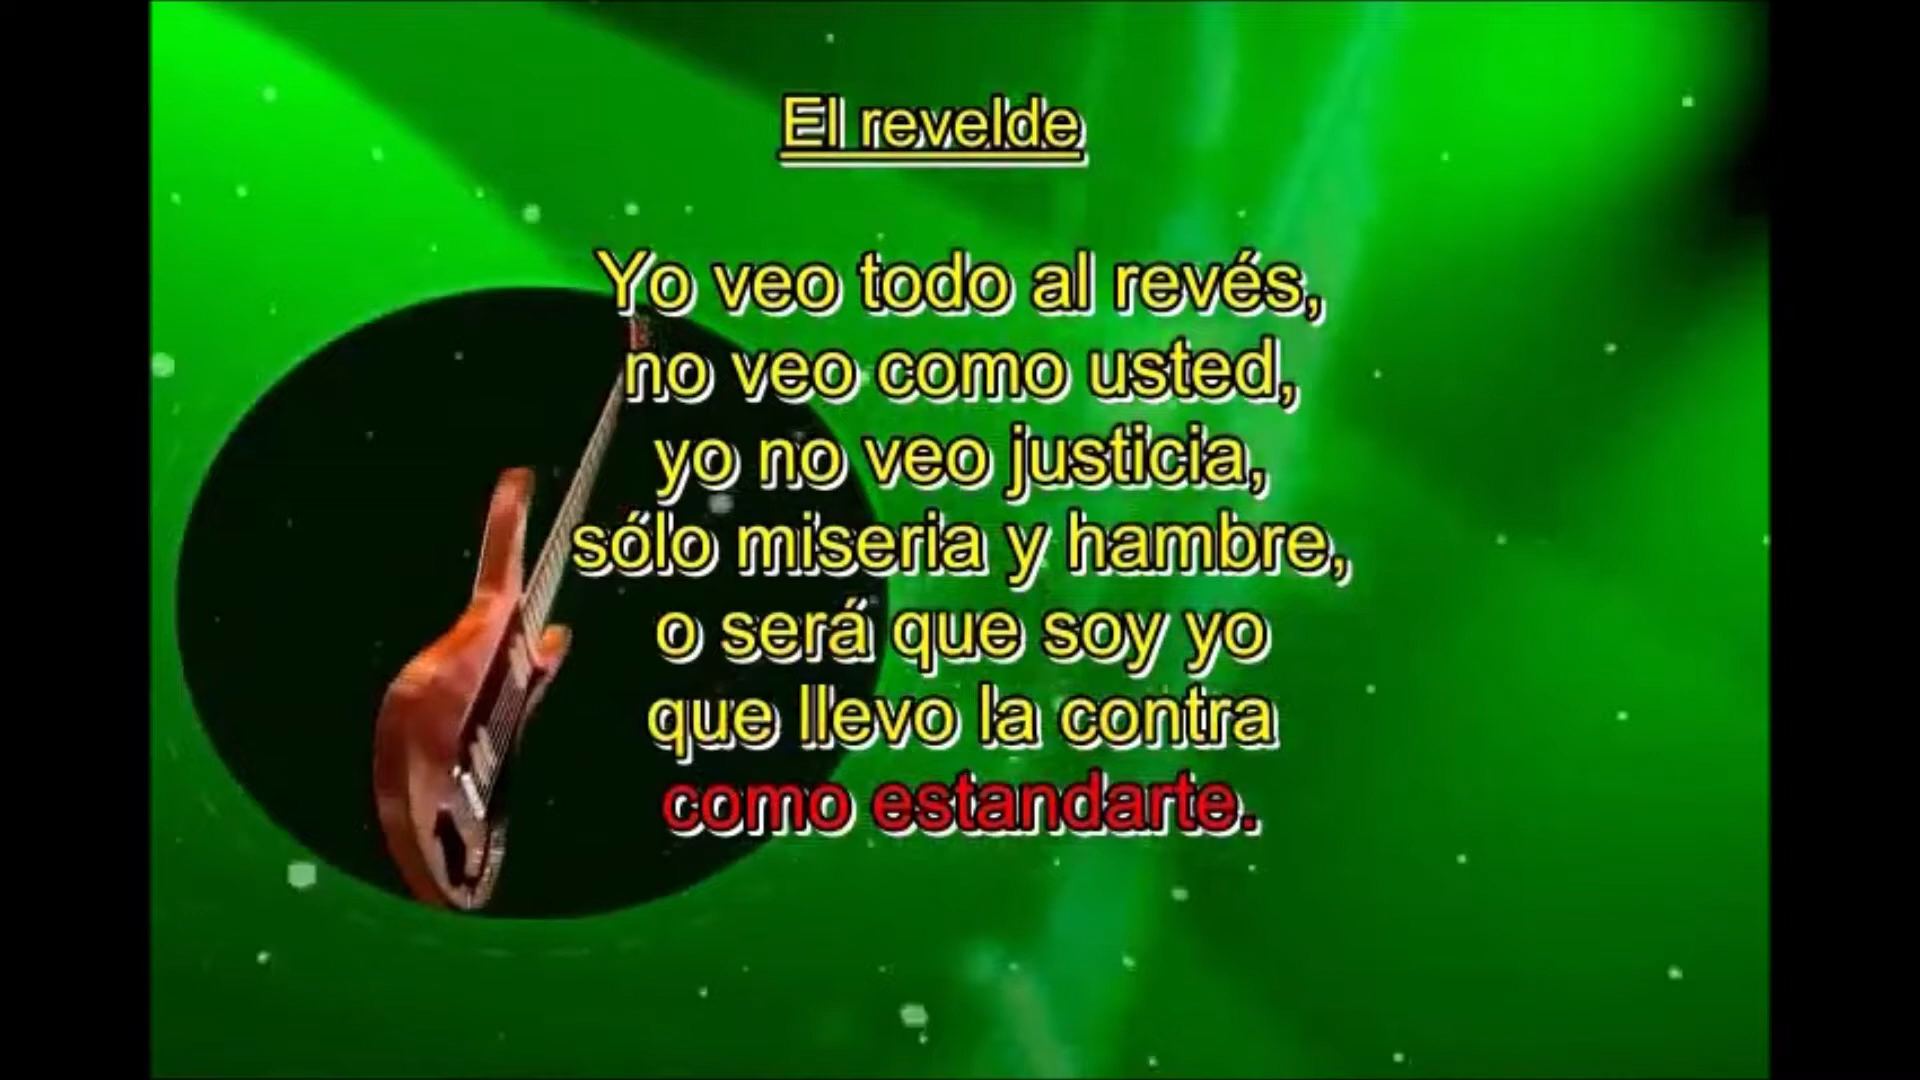 El revelde
Yo veo todo al revés,
no veo como usted,
yo no veo justicia,
sólo miseria y hambre,
o será que soy yo
que llevo la contra
como estandarte.